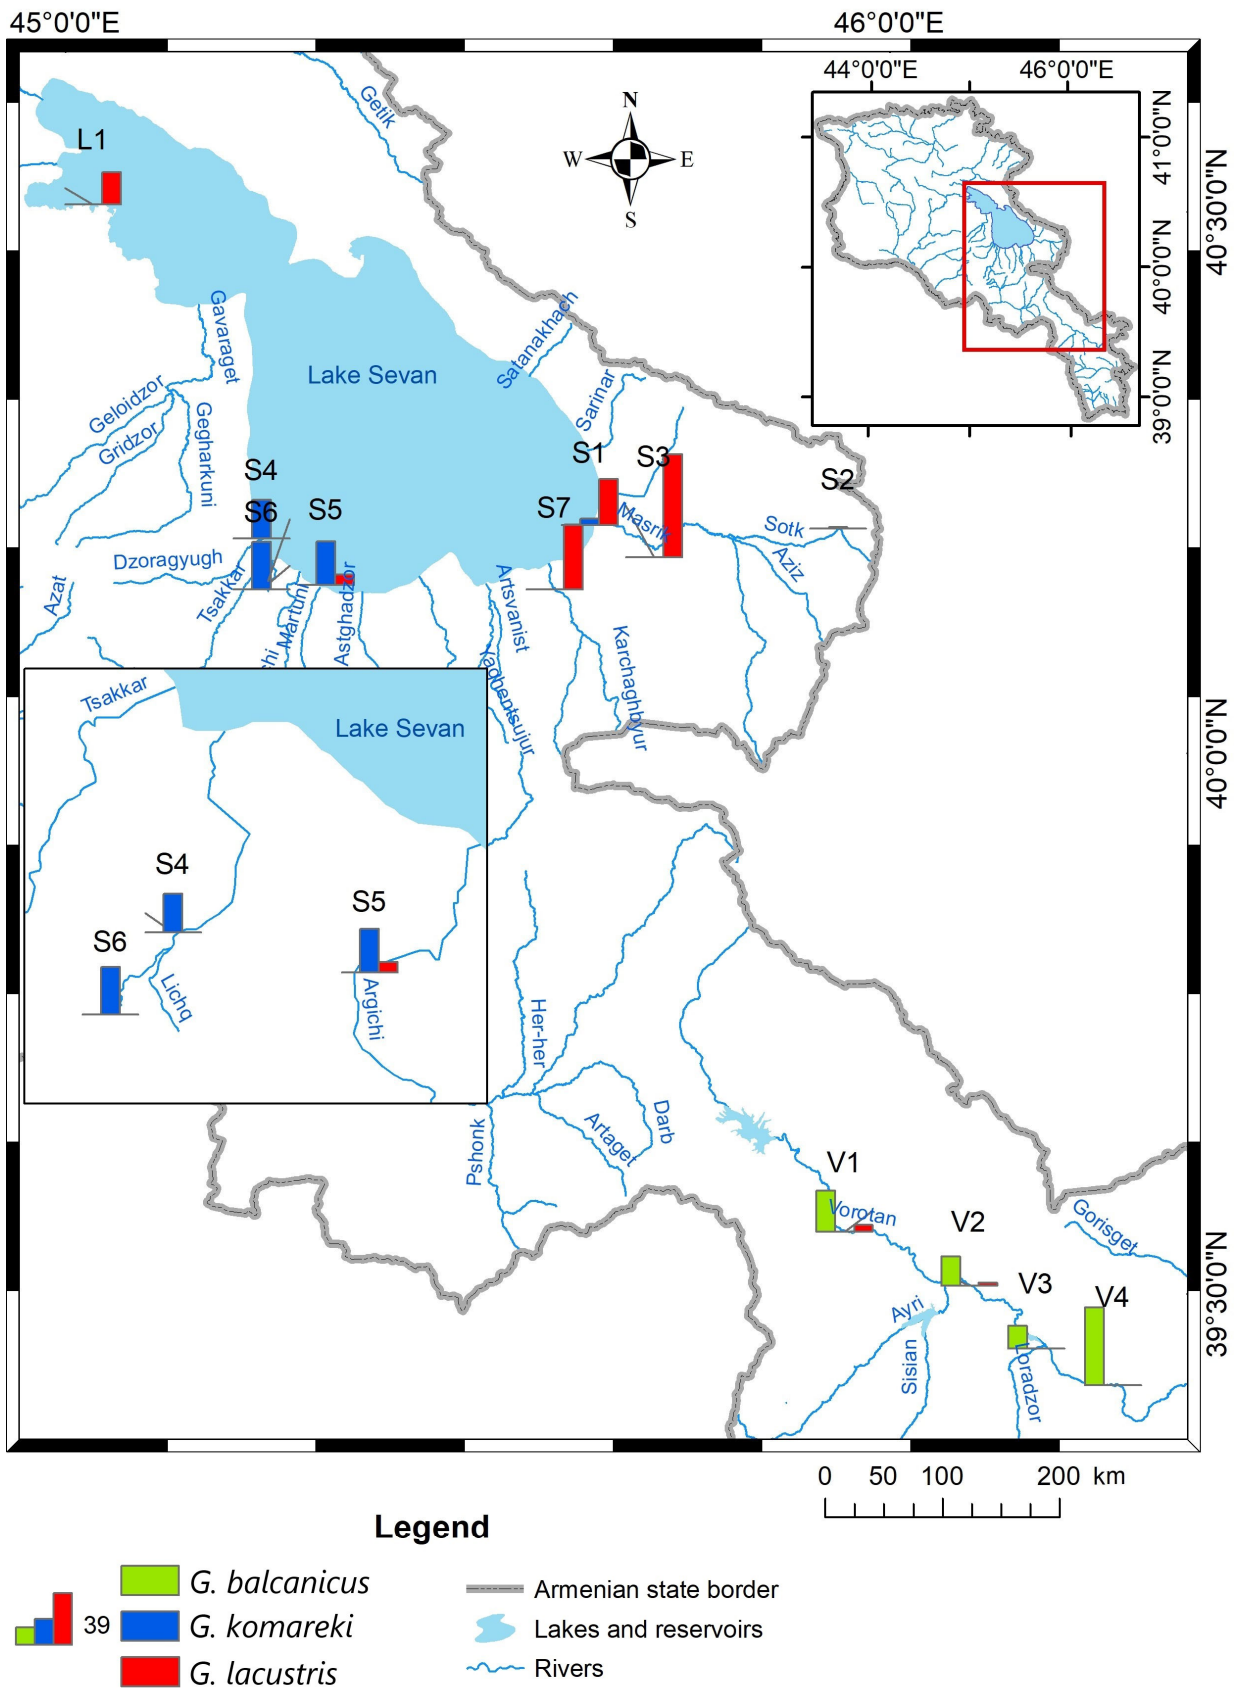 45°0'0"E
46°0'0"E
44°0'0"E
46°0'0"E
41°0'0"N
40°0'0"N
39°0'0"N
40°30'0"N
40°0'0"N
39°30'0"N
N
W
E
S
Getik
L1
Gavaraget
Satanakhach
Lake Sevan
Sarinar
Geloidzor
Gridzor
Gegharkuni
S4
S6
S5
S1
S3
S7
S2
Masrik
Sotk
Aziz
Dzoragyugh
Azat
Tsakkar
Martuni
Astghadzor
Artsvanist
Karchaghbyur
Tsakkar
Lake Sevan
S4
S5
S6
Lichq
Argichi
Her-her
Darb
Artaget
Pshonk
V1
Vorotan
V2
V3
V4
Gorisget
Ayri
Sisian
Loradzor
0 50 100 200 km
Legend
39
G. balcanicus
G. komareki
G. lacustris
Armenian state border
Lakes and reservoirs
Rivers